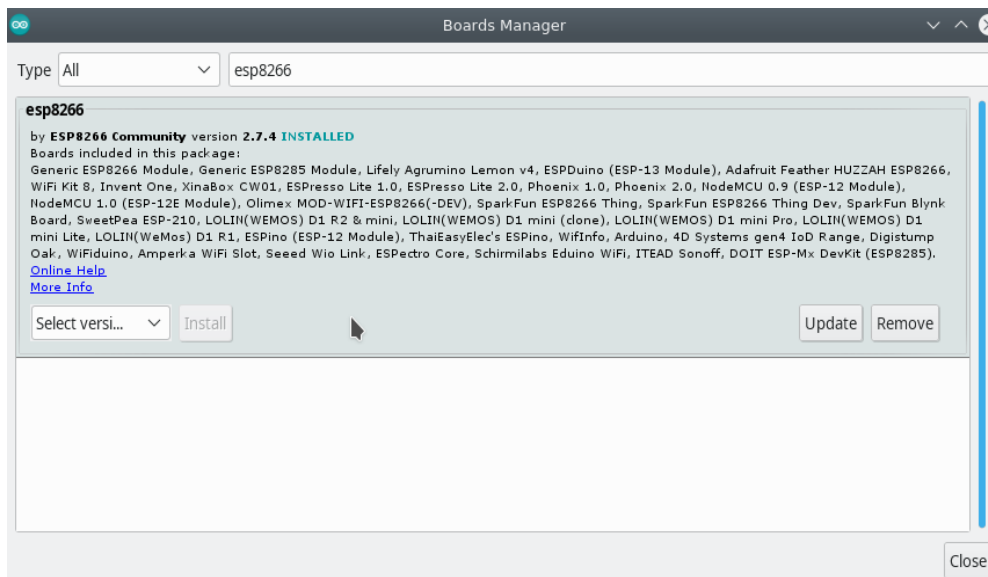 Boards Manager
Type All esp8266
esp8266
by ESP8266 Community version 2.7.4 INSTALLED
Boards included in this package:
Generic ESP8266 Module, Generic ESP8285 Module, Lifely Agrumino Lemon v4, ESPDuino (ESP-13 Module), Adafruit Feather HUZZAH ESP8266,
WiFi Kit 8, Invent One, XinaBox CW01, ESPresso Lite 1.0, ESPresso Lite 2.0, Phoenix 1.0, Phoenix 2.0, NodeMCU 0.9 (ESP-12 Module),
NodeMCU 1.0 (ESP-12E Module), Olimex MOD-WIFI-ESP8266(-DEV), SparkFun ESP8266 Thing, SparkFun ESP8266 Thing Dev, SparkFun Blynk
Board, SweetPea ESP-210, LOLIN(WEMOS) D1 R2 & mini, LOLIN(WEMOS) D1 mini (clone), LOLIN(WEMOS) D1 mini Pro, LOLIN(WEMOS) D1
mini Lite, LOLIN(WeMos) D1 R1, ESPino (ESP-12 Module), ThaiEasyElec's ESPino, WifInfo, Arduino, 4D Systems gen4 IoD Range, Digistump
Oak, WiFiduino, Amperka WiFi Slot, Seeed Wio Link, ESPectro Core, Schirmilabs Eduino WiFi, ITEAD Sonoff, DOIT ESP-Mx DevKit (ESP8285).
Online Help
More Info
Select versi... Install Update Remove
Close